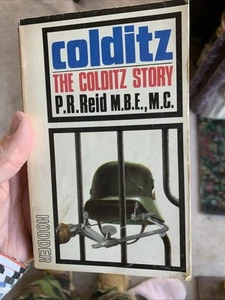 colditz
THE COLDITZ STORY
P.R. Reid M.B.E., M.C.
HODDER